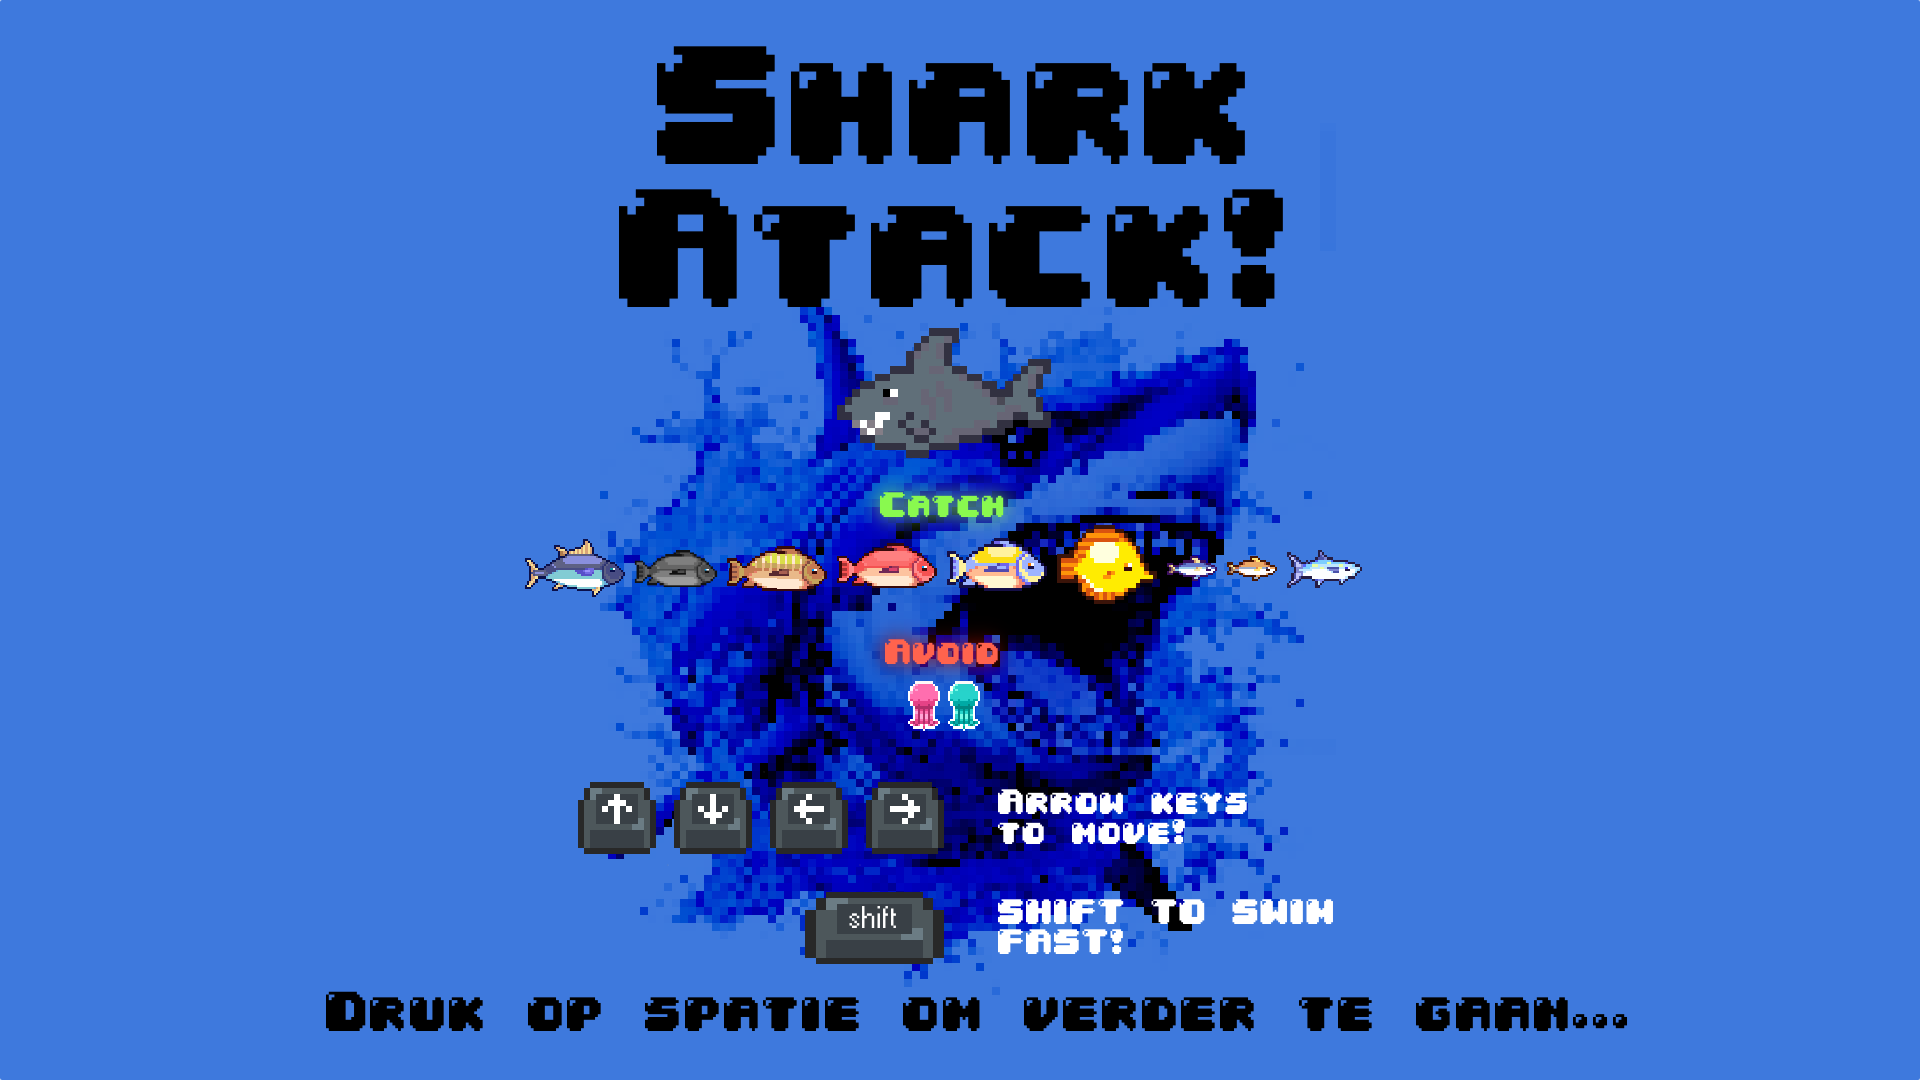 Shark
Atack!
Catch
Avoid
↑ ↓ ← →
Arrow keys
to move!
shift
Shift to swim
fast!
Druk op spatie om verder te gaan...